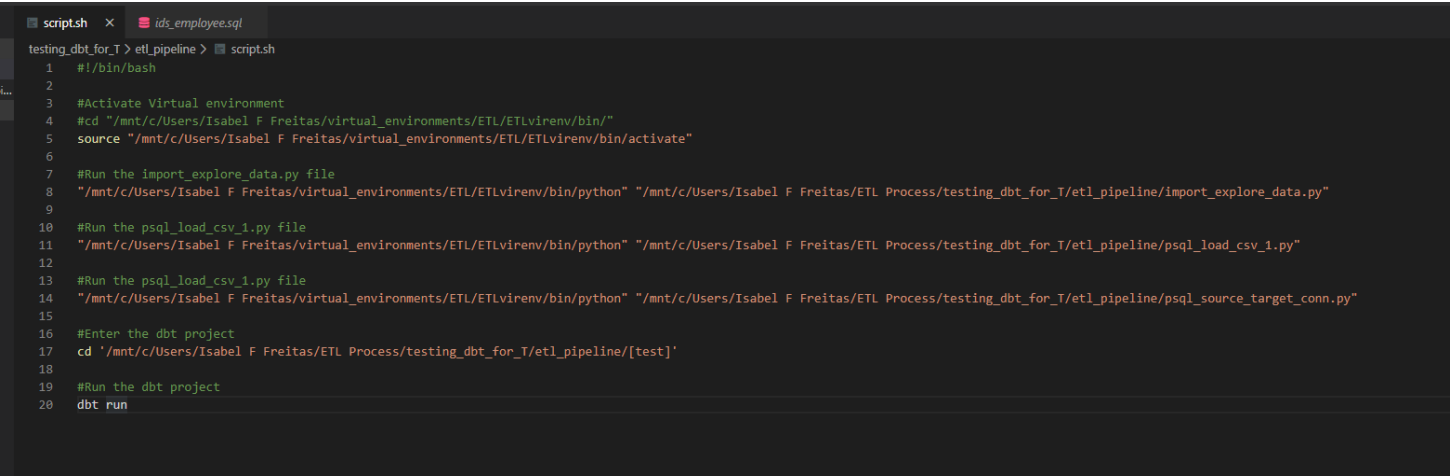 script.sh × ids_employee.sql
testing_dbt_for_T > etl_pipeline > script.sh
i...
1 #!/bin/bash
2
3 #Activate Virtual environment
4 #cd "/mnt/c/Users/Isabel F Freitas/virtual_environments/ETL/ETLvirenv/bin/"
5 source "/mnt/c/Users/Isabel F Freitas/virtual_environments/ETL/ETLvirenv/bin/activate"
6
7 #Run the import_explore_data.py file
8 "/mnt/c/Users/Isabel F Freitas/virtual_environments/ETL/ETLvirenv/bin/python" "/mnt/c/Users/Isabel F Freitas/ETL Process/testing_dbt_for_T/etl_pipeline/import_explore_data.py"
9
10 #Run the psql_load_csv_1.py file
11 "/mnt/c/Users/Isabel F Freitas/virtual_environments/ETL/ETLvirenv/bin/python" "/mnt/c/Users/Isabel F Freitas/ETL Process/testing_dbt_for_T/etl_pipeline/psql_load_csv_1.py"
12
13 #Run the psql_load_csv_1.py file
14 "/mnt/c/Users/Isabel F Freitas/virtual_environments/ETL/ETLvirenv/bin/python" "/mnt/c/Users/Isabel F Freitas/ETL Process/testing_dbt_for_T/etl_pipeline/psql_source_target_conn.py"
15
16 #Enter the dbt project
17 cd '/mnt/c/Users/Isabel F Freitas/ETL Process/testing_dbt_for_T/etl_pipeline/[test]'
18
19 #Run the dbt project
20 dbt run